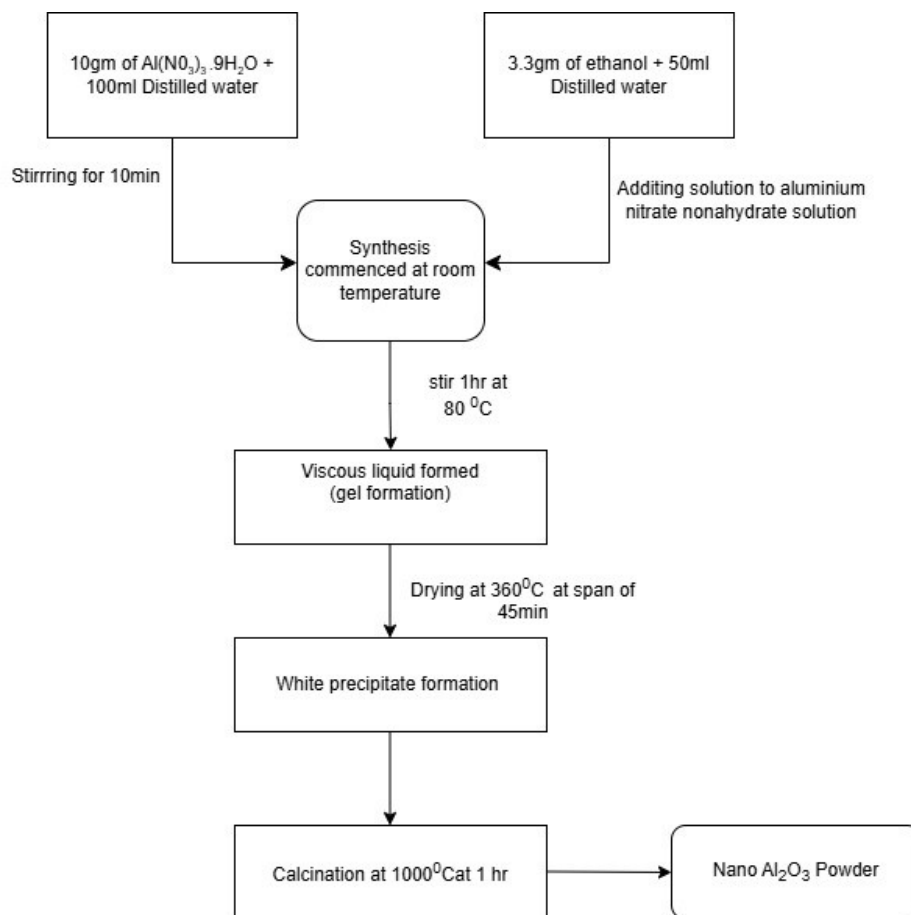 10gm of Al(N0₃)₃ .9H₂O +
100ml Distilled water
3.3gm of ethanol + 50ml
Distilled water
Stirrring for 10min
Additing solution to aluminium
nitrate nonahydrate solution
Synthesis
commenced at room
temperature
stir 1hr at
80 ⁰C
Viscous liquid formed
(gel formation)
Drying at 360⁰C at span of
45min
White precipitate formation
Calcination at 1000⁰Cat 1 hr
Nano Al₂O₃ Powder